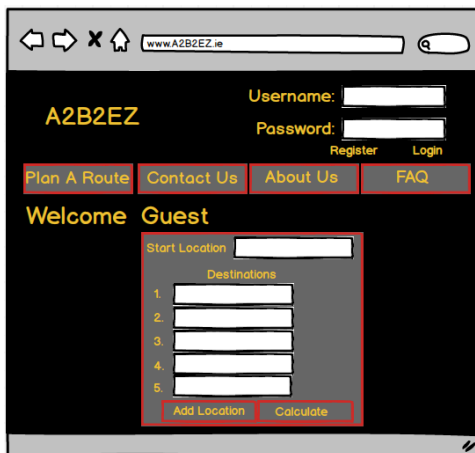 www.A2B2EZ.ie
A2B2EZ
Username:
Password:
Register Login
Plan A Route Contact Us About Us FAQ
Welcome Guest
Start Location
Destinations
1.
2.
3.
4.
5.
Add Location Calculate